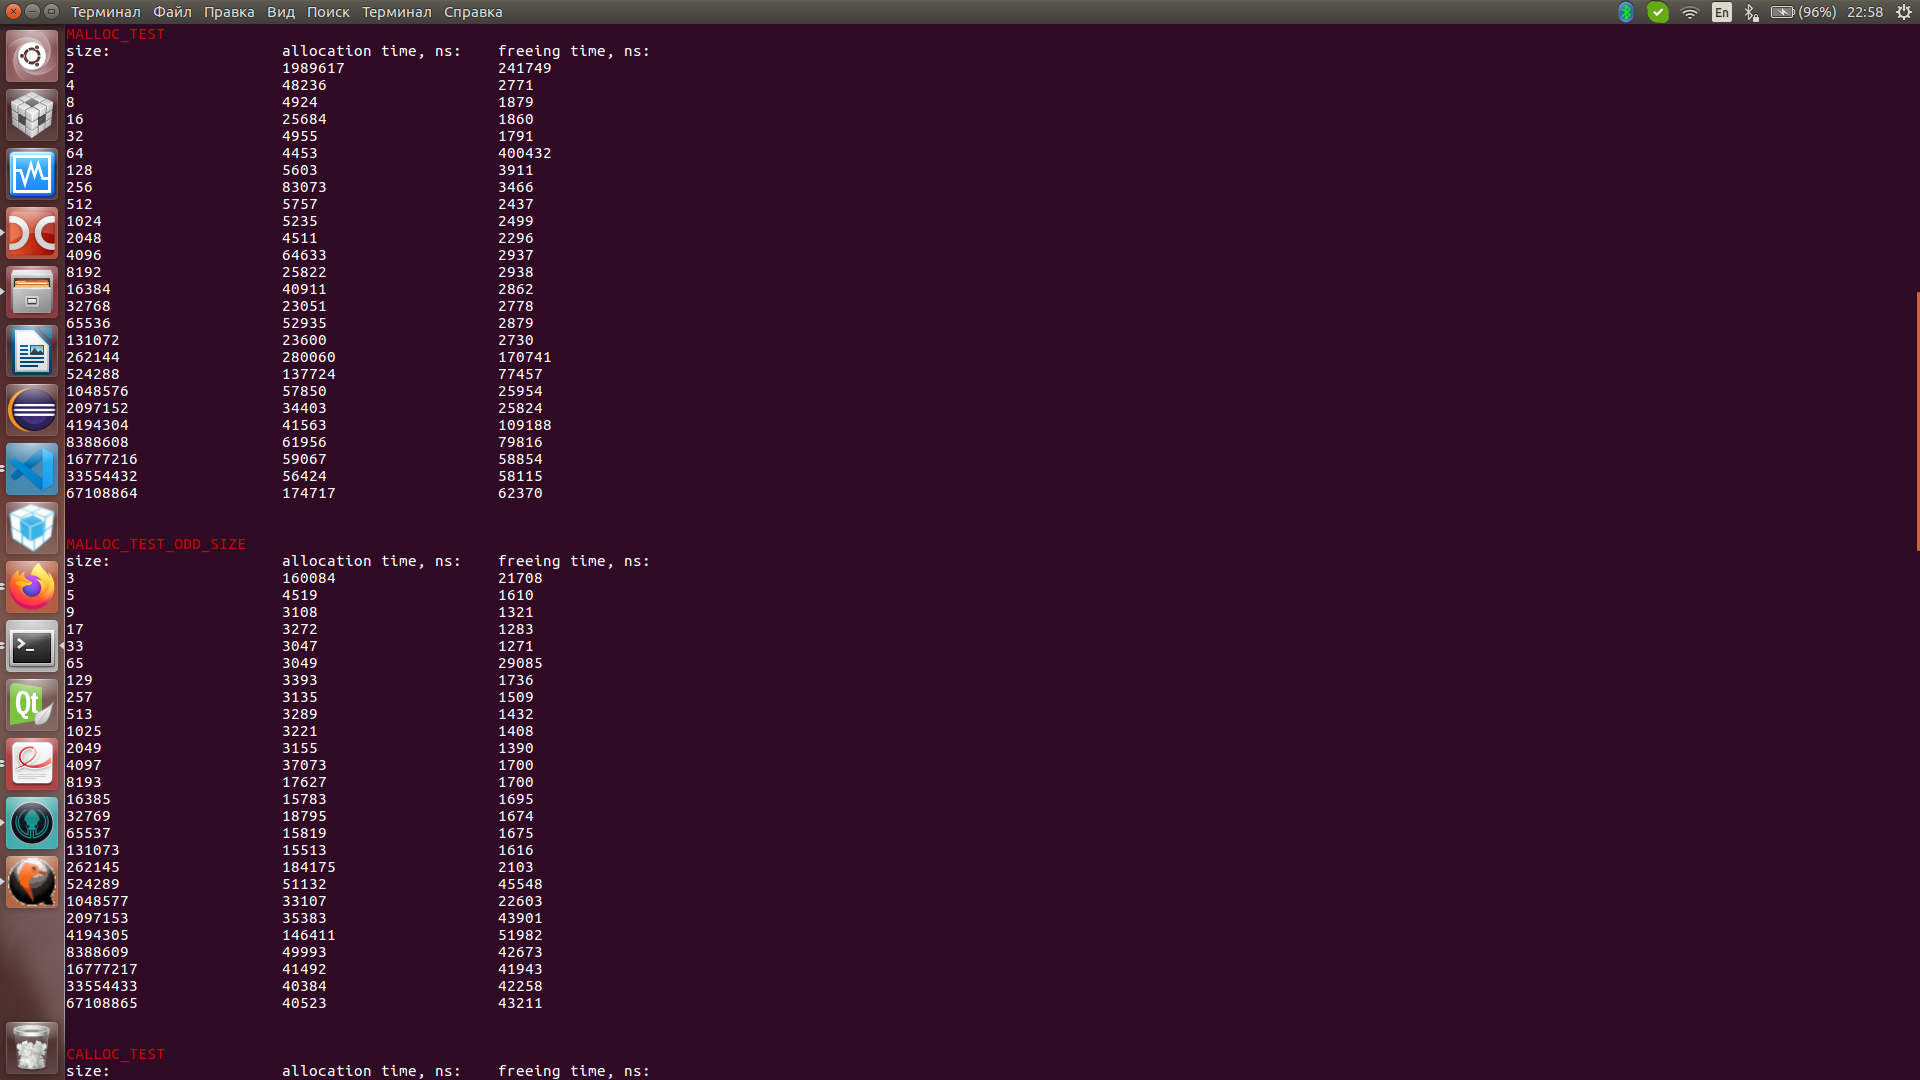 Терминал Файл Правка Вид Поиск Терминал Справка En (96%) 22:58
MALLOC_TEST
size: allocation time, ns: freeing time, ns:
2 1989617 241749
4 48236 2771
8 4924 1879
16 25684 1860
32 4955 1791
64 4453 400432
128 5603 3911
256 83073 3466
512 5757 2437
1024 5235 2499
2048 4511 2296
4096 64633 2937
8192 25822 2938
16384 40911 2862
32768 23051 2778
65536 52935 2879
131072 23600 2730
262144 280060 170741
524288 137724 77457
1048576 57850 25954
2097152 34403 25824
4194304 41563 109188
8388608 61956 79816
16777216 59067 58854
33554432 56424 58115
67108864 174717 62370
MALLOC_TEST_ODD_SIZE
size: allocation time, ns: freeing time, ns:
3 160084 21708
5 4519 1610
9 3108 1321
17 3272 1283
33 3047 1271
65 3049 29085
129 3393 1736
257 3135 1509
513 3289 1432
1025 3221 1408
2049 3155 1390
4097 37073 1700
8193 17627 1700
16385 15783 1695
32769 18795 1674
65537 15819 1675
131073 15513 1616
262145 184175 2103
524289 51132 45548
1048577 33107 22603
2097153 35383 43901
4194305 146411 51982
8388609 49993 42673
16777217 41492 41943
33554433 40384 42258
67108865 40523 43211
CALLOC_TEST
size: allocation time, ns: freeing time, ns:
Qt